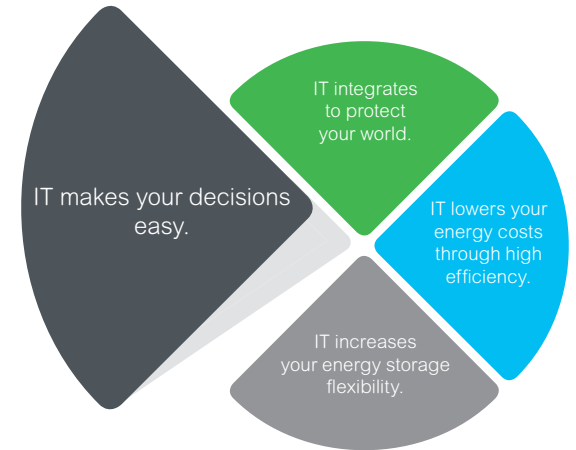 IT makes your decisions
easy.
IT integrates
to protect
your world.
IT lowers your
energy costs
through high
efficiency.
IT increases
your energy storage
flexibility.